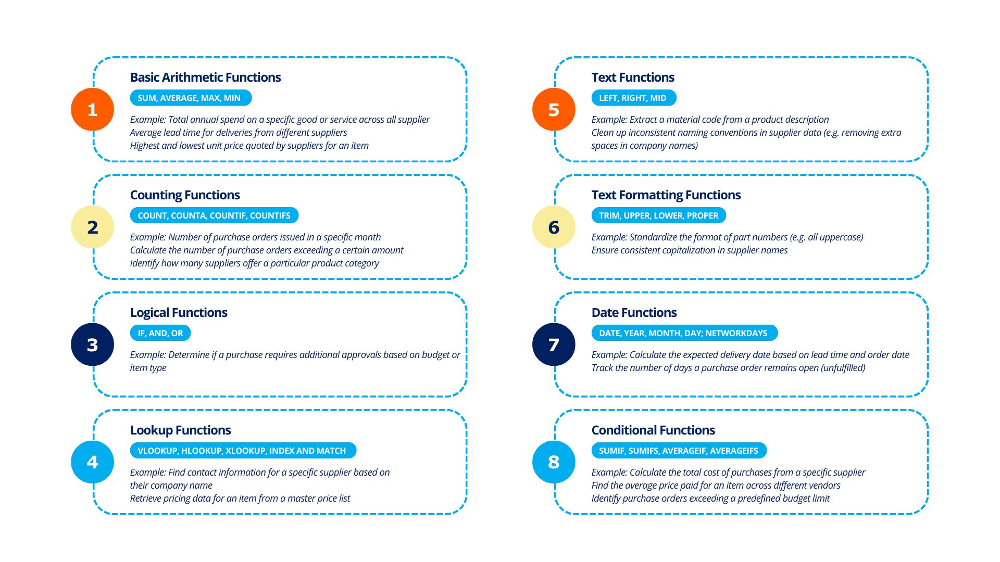 1
Basic Arithmetic Functions
SUM, AVERAGE, MAX, MIN
Example: Total annual spend on a specific good or service across all supplier
Average lead time for deliveries from different suppliers
Highest and lowest unit price quoted by suppliers for an item
2
Counting Functions
COUNT, COUNTA, COUNTIF, COUNTIFS
Example: Number of purchase orders issued in a specific month
Calculate the number of purchase orders exceeding a certain amount
Identify how many suppliers offer a particular product category
3
Logical Functions
IF, AND, OR
Example: Determine if a purchase requires additional approvals based on budget or
item type
4
Lookup Functions
VLOOKUP, HLOOKUP, XLOOKUP, INDEX AND MATCH
Example: Find contact information for a specific supplier based on
their company name
Retrieve pricing data for an item from a master price list
5
Text Functions
LEFT, RIGHT, MID
Example: Extract a material code from a product description
Clean up inconsistent naming conventions in supplier data (e.g. removing extra
spaces in company names)
6
Text Formatting Functions
TRIM, UPPER, LOWER, PROPER
Example: Standardize the format of part numbers (e.g. all uppercase)
Ensure consistent capitalization in supplier names
7
Date Functions
DATE, YEAR, MONTH, DAY; NETWORKDAYS
Example: Calculate the expected delivery date based on lead time and order date
Track the number of days a purchase order remains open (unfulfilled)
8
Conditional Functions
SUMIF, SUMIFS, AVERAGEIF, AVERAGEIFS
Example: Calculate the total cost of purchases from a specific supplier
Find the average price paid for an item across different vendors
Identify purchase orders exceeding a predefined budget limit